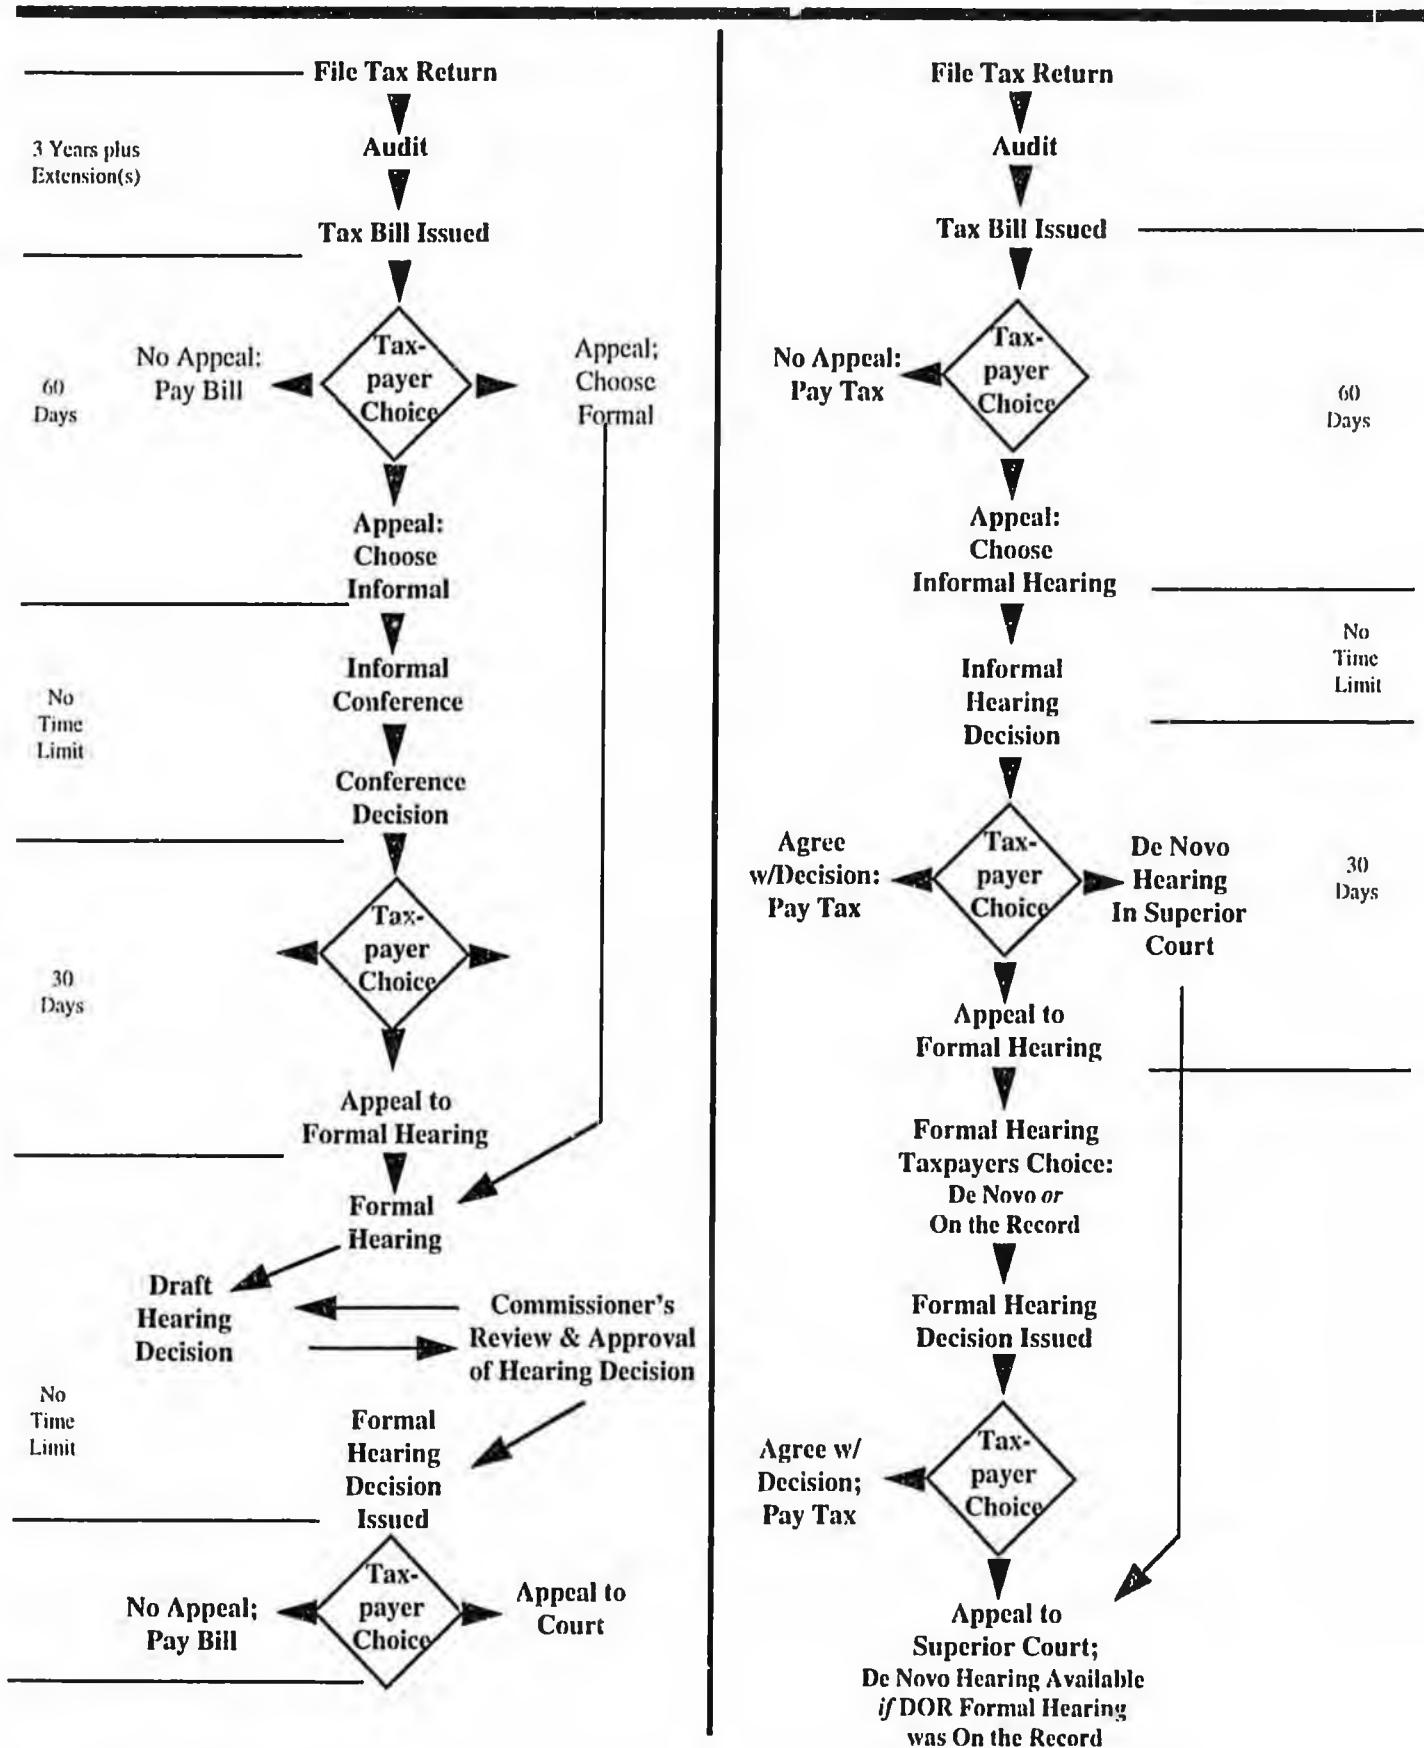 File Tax Return
3 Years plus
Extension(s)
Audit
Tax Bill Issued
60
Days
No Appeal:
Pay Bill
Tax-
payer
Choice
Appeal;
Choose
Formal
Appeal:
Choose
Informal
No
Time
Limit
Informal
Conference
Conference
Decision
30
Days
Tax-
payer
Choice
Appeal to
Formal Hearing
Formal
Hearing
Draft
Hearing
Decision
Commissioner's
Review & Approval
of Hearing Decision
No
Time
Limit
Formal
Hearing
Decision
Issued
No Appeal;
Pay Bill
Tax-
payer
Choice
Appeal to
Court
File Tax Return
Audit
Tax Bill Issued
No Appeal:
Pay Tax
Tax-
payer
Choice
60
Days
Appeal:
Choose
Informal Hearing
No
Time
Limit
Informal
Hearing
Decision
Agree
w/Decision:
Pay Tax
Tax-
payer
Choice
De Novo
Hearing
In Superior
Court
30
Days
Appeal to
Formal Hearing
Formal Hearing
Taxpayers Choice:
De Novo or
On the Record
Formal Hearing
Decision Issued
Agree w/
Decision;
Pay Tax
Tax-
payer
Choice
Appeal to
Superior Court;
De Novo Hearing Available
if DOR Formal Hearing
was On the Record